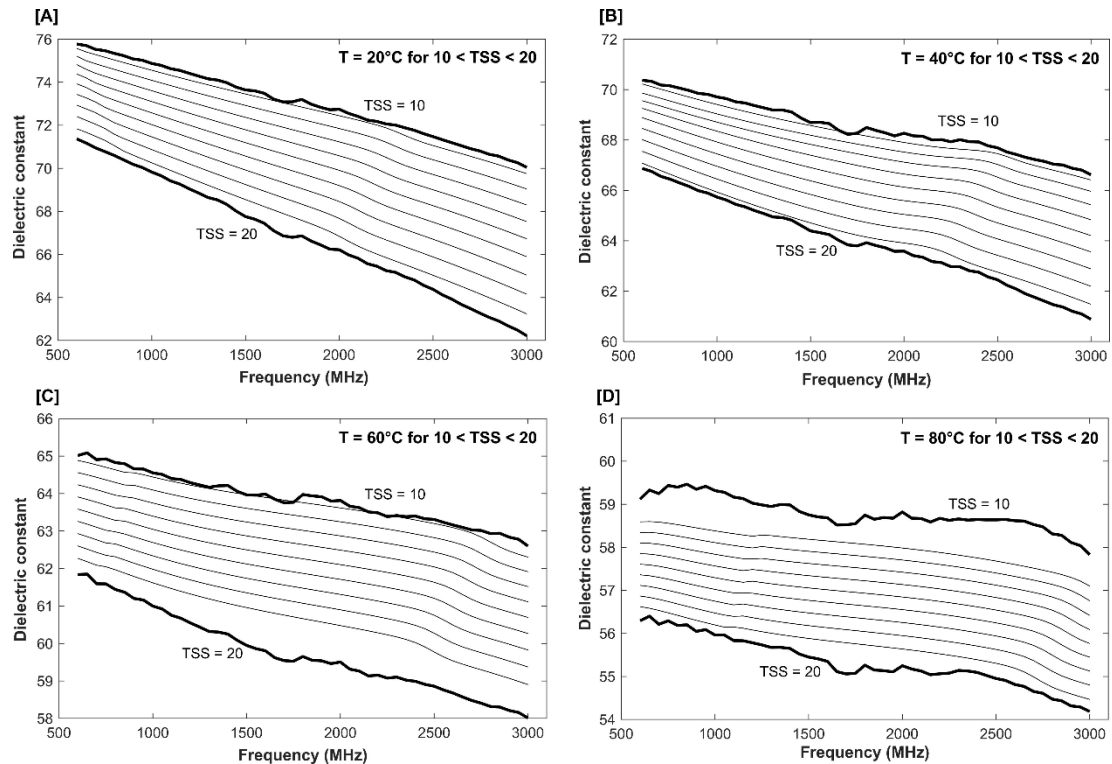 [A]
T = 20°C for 10 < TSS < 20
TSS = 10
TSS = 20
Dielectric constant
76
74
72
70
68
66
64
62
500 1000 1500 2000 2500 3000
Frequency (MHz)
[B]
T = 40°C for 10 < TSS < 20
TSS = 10
TSS = 20
Dielectric constant
72
70
68
66
64
62
60
500 1000 1500 2000 2500 3000
Frequency (MHz)
[C]
T = 60°C for 10 < TSS < 20
TSS = 10
TSS = 20
Dielectric constant
66
65
64
63
62
61
60
59
58
500 1000 1500 2000 2500 3000
Frequency (MHz)
[D]
T = 80°C for 10 < TSS < 20
TSS = 10
TSS = 20
Dielectric constant
61
60
59
58
57
56
55
54
500 1000 1500 2000 2500 3000
Frequency (MHz)